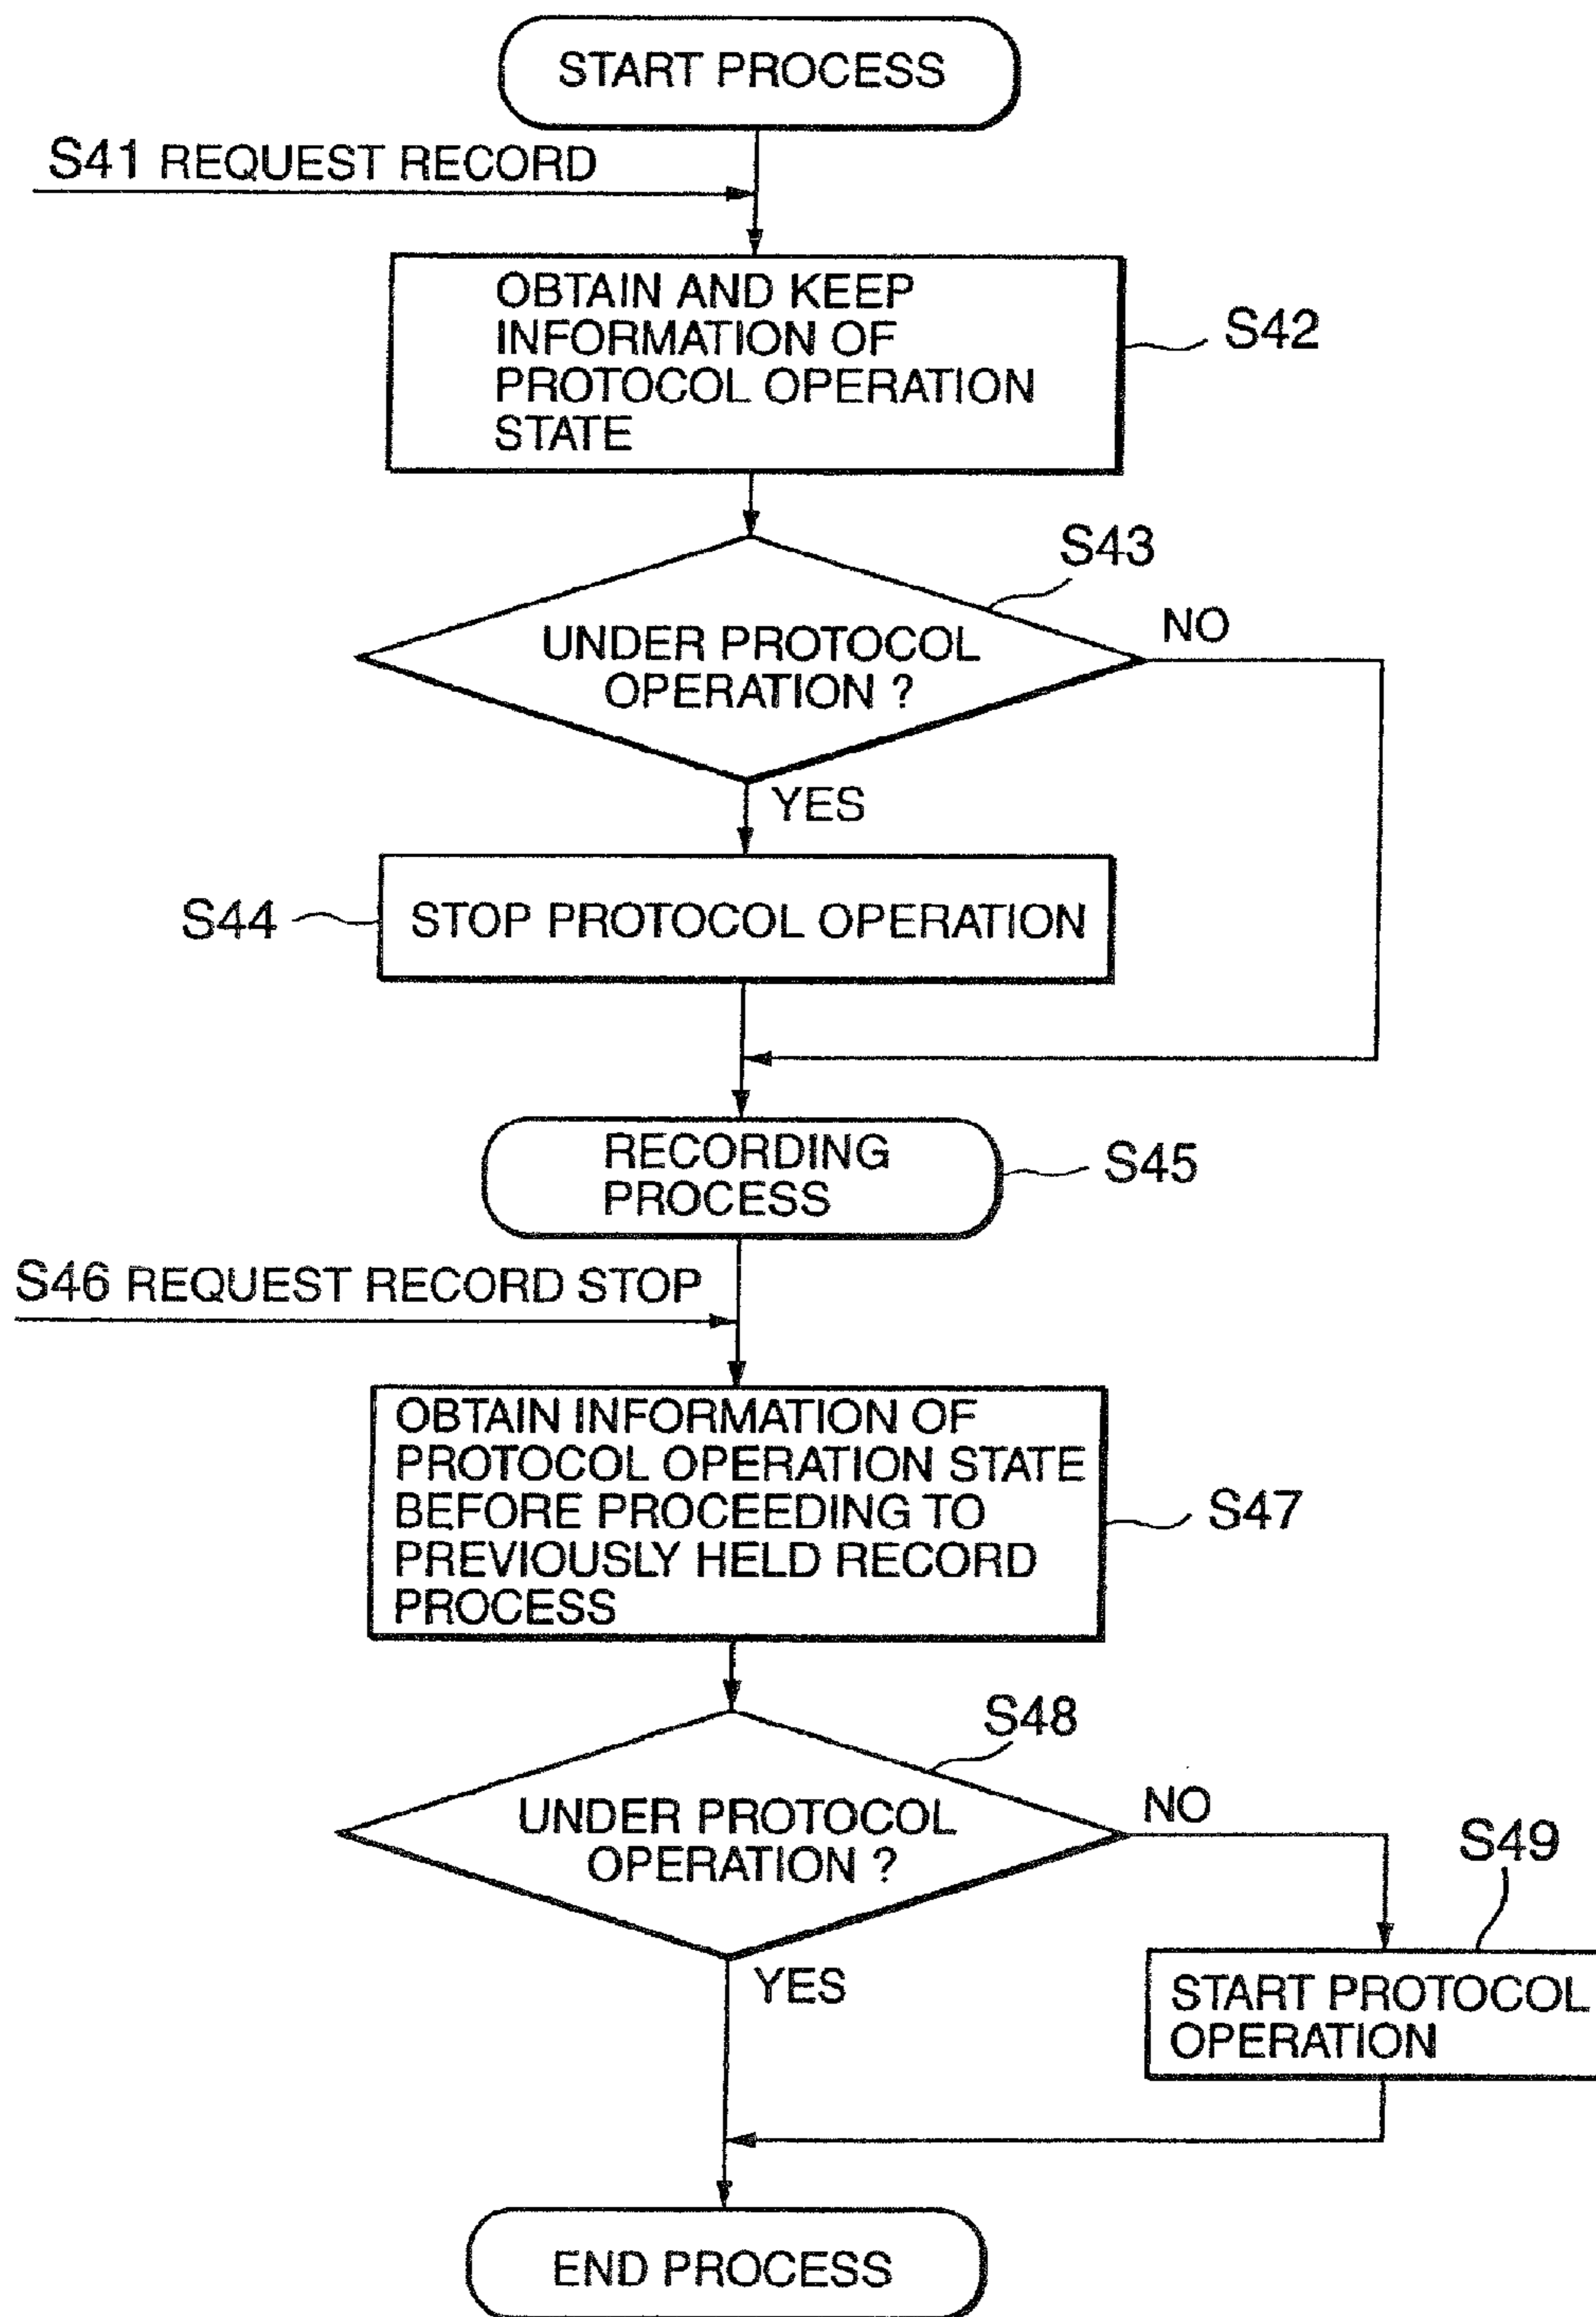 START PROCESS
S41 REQUEST RECORD
OBTAIN AND KEEP
INFORMATION OF
PROTOCOL OPERATION
STATE
S42
S43
UNDER PROTOCOL
OPERATION ?
NO
YES
S44
STOP PROTOCOL OPERATION
RECORDING
PROCESS
S45
S46 REQUEST RECORD STOP
OBTAIN INFORMATION OF
PROTOCOL OPERATION STATE
BEFORE PROCEEDING TO
PREVIOUSLY HELD RECORD
PROCESS
S47
S48
UNDER PROTOCOL
OPERATION ?
NO
YES
S49
START PROTOCOL
OPERATION
END PROCESS